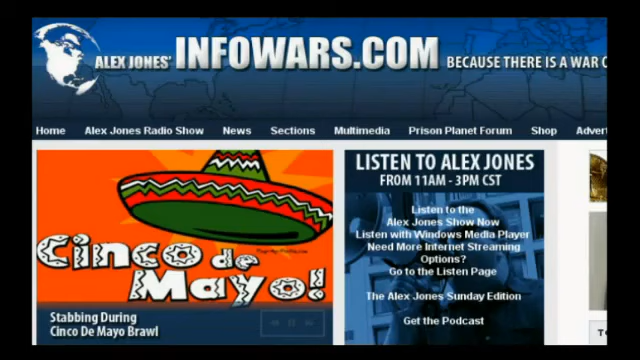 ALEX JONES' INFOWARS.COM BECAUSE THERE IS A WAR
Home Alex Jones Radio Show News Sections Multimedia Prison Planet Forum Shop Advert
Cinco de
Mayo!
Stabbing During
Cinco De Mayo Brawl
LISTEN TO ALEX JONES
FROM 11AM - 3PM CST
Listen to the
Alex Jones Show Now
Listen with Windows Media Player
Need More Internet Streaming
Options?
Go to the Listen Page
The Alex Jones Sunday Edition
Get the Podcast